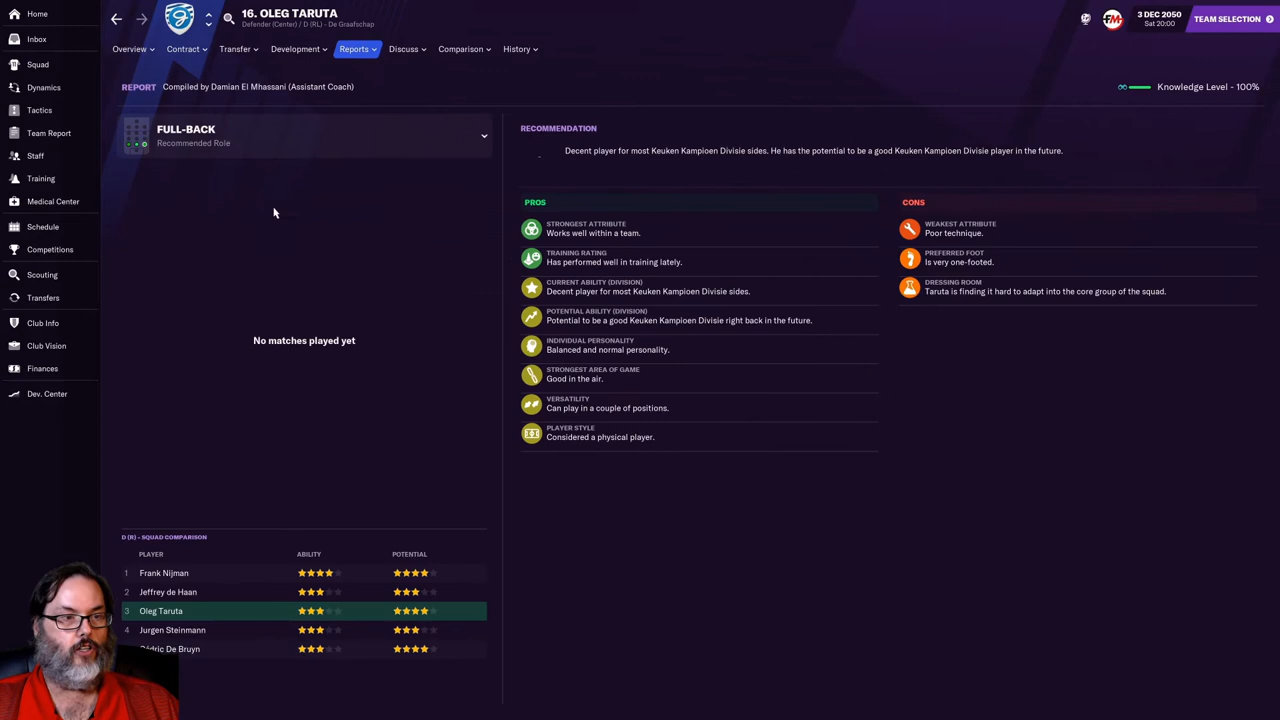 Home
Inbox
Squad
Dynamics
Tactics
Team Report
Staff
Training
Medical Center
Schedule
Competitions
Scouting
Transfers
Club Info
Club Vision
Finances
Dev. Center
16. OLEG TARUTA
Defender (Center) / D (RL) - De Graafschap
FM
3 DEC 2050
Sat 20:00
TEAM SELECTION
Overview
Contract
Transfer
Development
Reports
Discuss
Comparison
History
REPORT Compiled by Damian El Mhassani (Assistant Coach)
Knowledge Level - 100%
FULL-BACK
Recommended Role
No matches played yet
D (R) - SQUAD COMPARISON
PLAYER ABILITY POTENTIAL
1 Frank Nijman
2 Jeffrey de Haan
3 Oleg Taruta
4 Jurgen Steinmann
De Bruyn
RECOMMENDATION
Decent player for most Keuken Kampioen Divisie sides. He has the potential to be a good Keuken Kampioen Divisie player in the future.
PROS
STRONGEST ATTRIBUTE
Works well within a team.
TRAINING RATING
Has performed well in training lately.
CURRENT ABILITY (DIVISION)
Decent player for most Keuken Kampioen Divisie sides.
POTENTIAL ABILITY (DIVISION)
Potential to be a good Keuken Kampioen Divisie right back in the future.
INDIVIDUAL PERSONALITY
Balanced and normal personality.
STRONGEST AREA OF GAME
Good in the air.
VERSATILITY
Can play in a couple of positions.
PLAYER STYLE
Considered a physical player.
CONS
WEAKEST ATTRIBUTE
Poor technique.
PREFERRED FOOT
Is very one-footed.
DRESSING ROOM
Taruta is finding it hard to adapt into the core group of the squad.